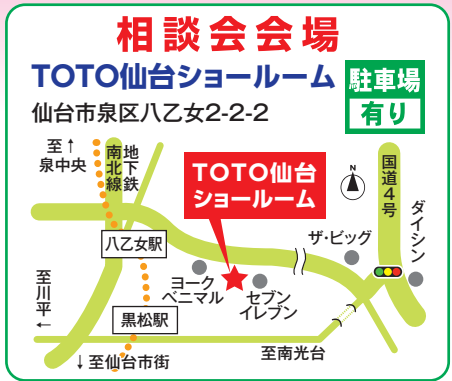 相談会会場
TOTO仙台ショールーム
駐車場
有り
仙台市泉区八乙女2-2-2
至↑
泉中央
地下鉄
南北線
TOTO仙台
ショールーム
N
国道4号
ダイシン
ザ・ビッグ
八乙女駅
ヨーク
ベニマル
セブン
イレブン
至川平
←
黒松駅
至南光台
↓至仙台市街